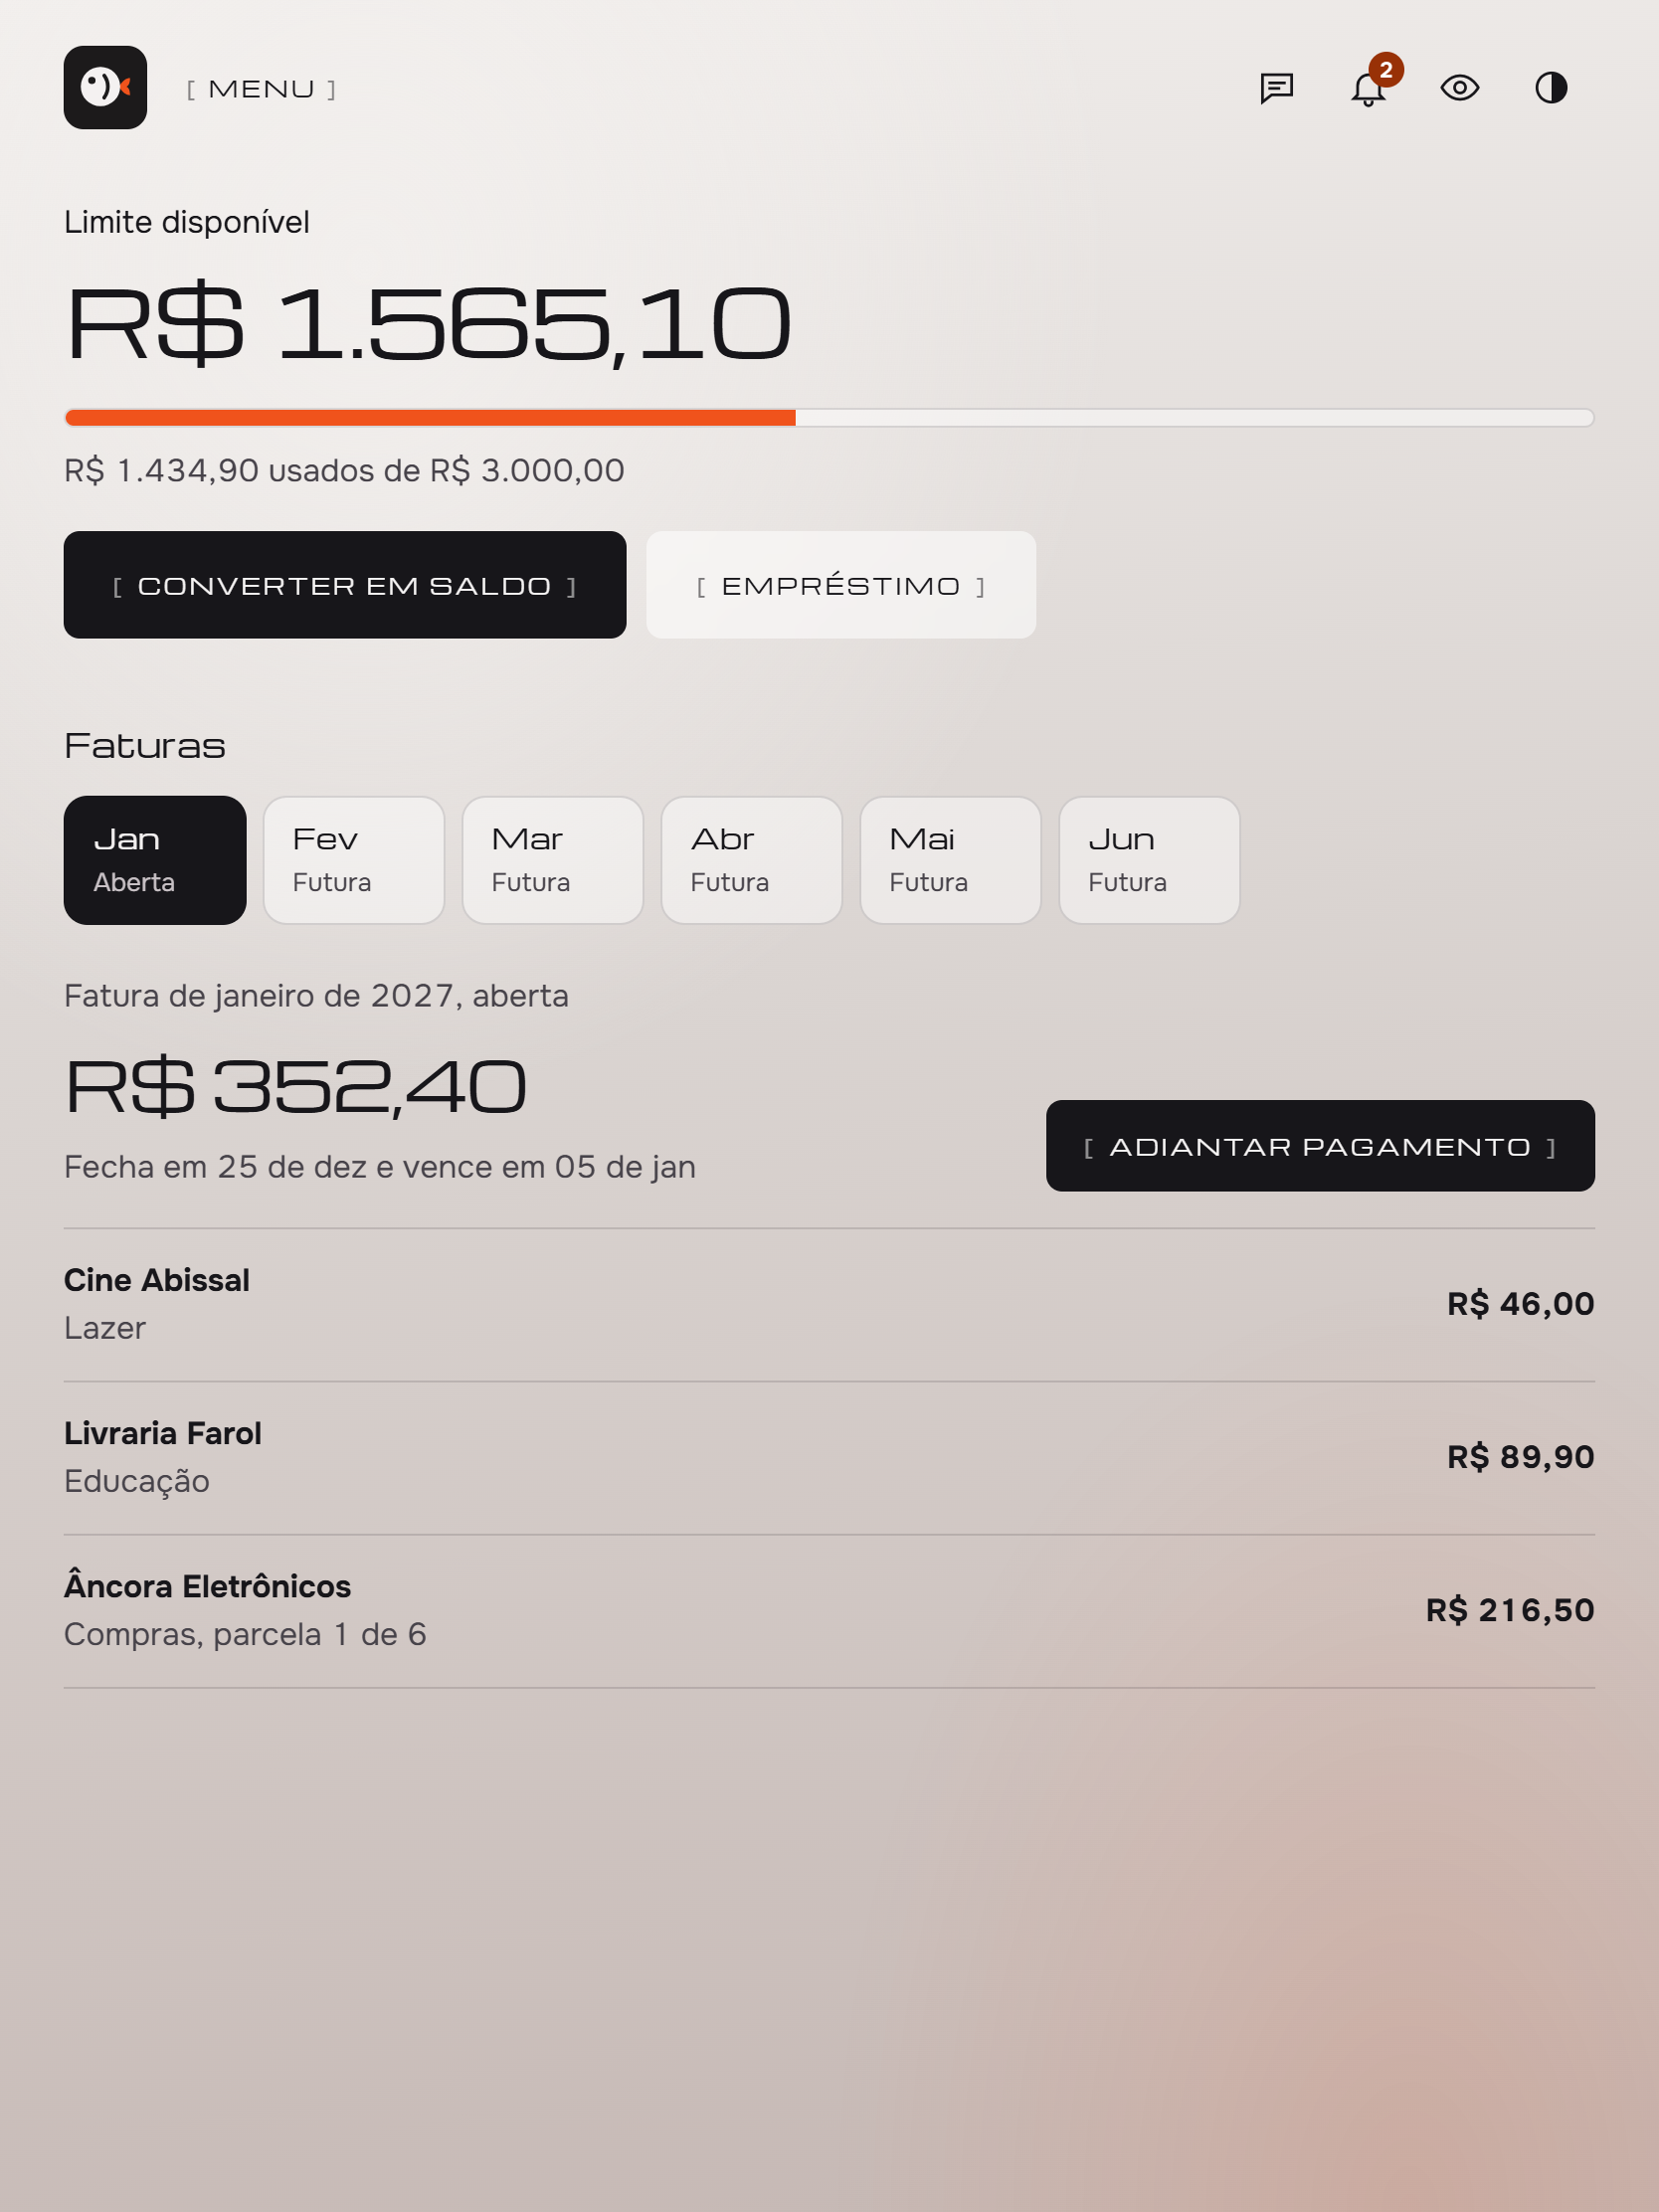 [ MENU ]
2
Limite disponível
R$ 1.565,10
R$ 1.434,90 usados de R$ 3.000,00
[ CONVERTER EM SALDO ]
[ EMPRÉSTIMO ]
Faturas
Jan
Aberta
Fev
Futura
Mar
Futura
Abr
Futura
Mai
Futura
Jun
Futura
Fatura de janeiro de 2027, aberta
R$ 352,40
Fecha em 25 de dez e vence em 05 de jan
[ ADIANTAR PAGAMENTO ]
Cine Abissal
Lazer
R$ 46,00
Livraria Farol
Educação
R$ 89,90
Âncora Eletrônicos
Compras, parcela 1 de 6
R$ 216,50